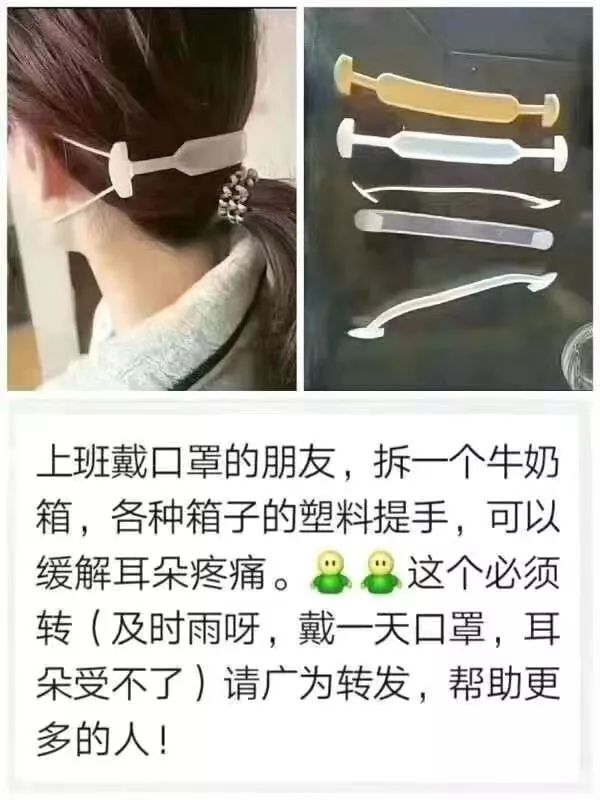 上班戴口罩的朋友，拆一个牛奶
箱，各种箱子的塑料提手，可以
缓解耳朵疼痛。这个必须
转（及时雨呀，戴一天口罩，耳
朵受不了）请广为转发，帮助更
多的人！